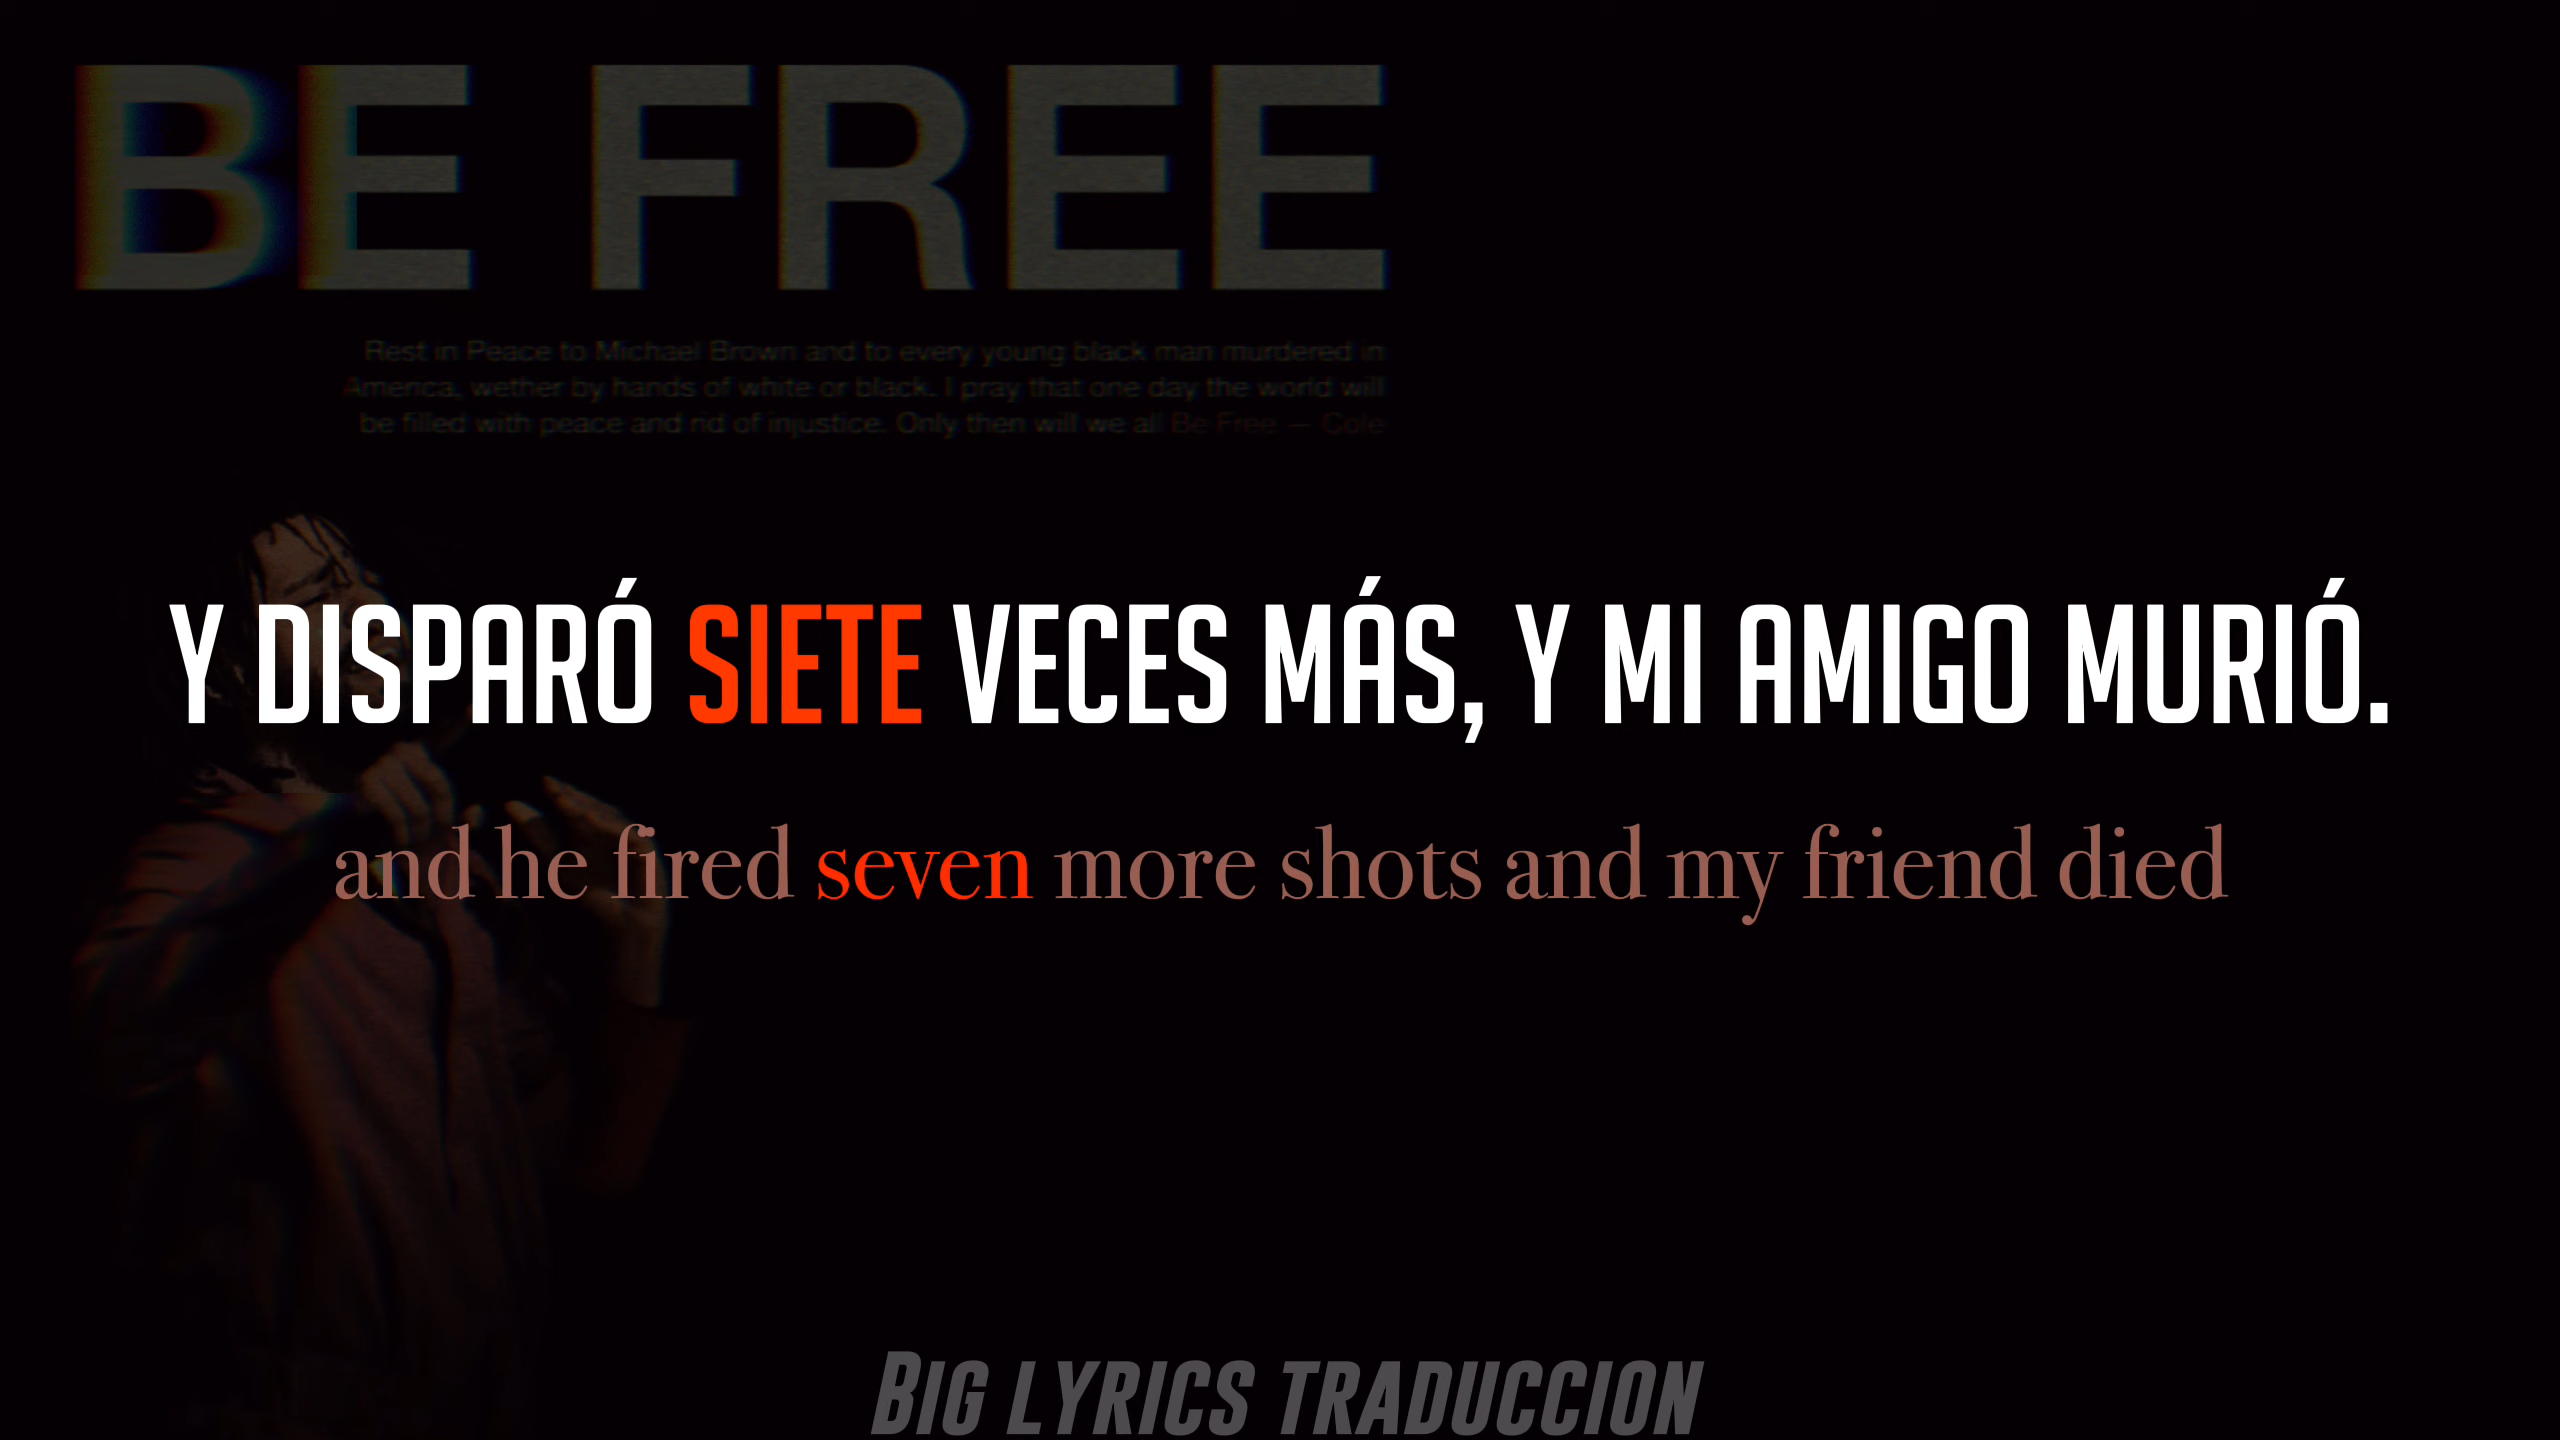 BE FREE
Rest in Peace to Michael Brown and to every young black man murdered in
America, wether by hands of white or black. I pray that one day the world will
be filled with peace and rid of injustice. Only then will we all Be Free — Cole
Y DISPARÓ SIETE VECES MÁS, Y MI AMIGO MURIÓ.
and he fired seven more shots and my friend died
BIG LYRICS TRADUCCION